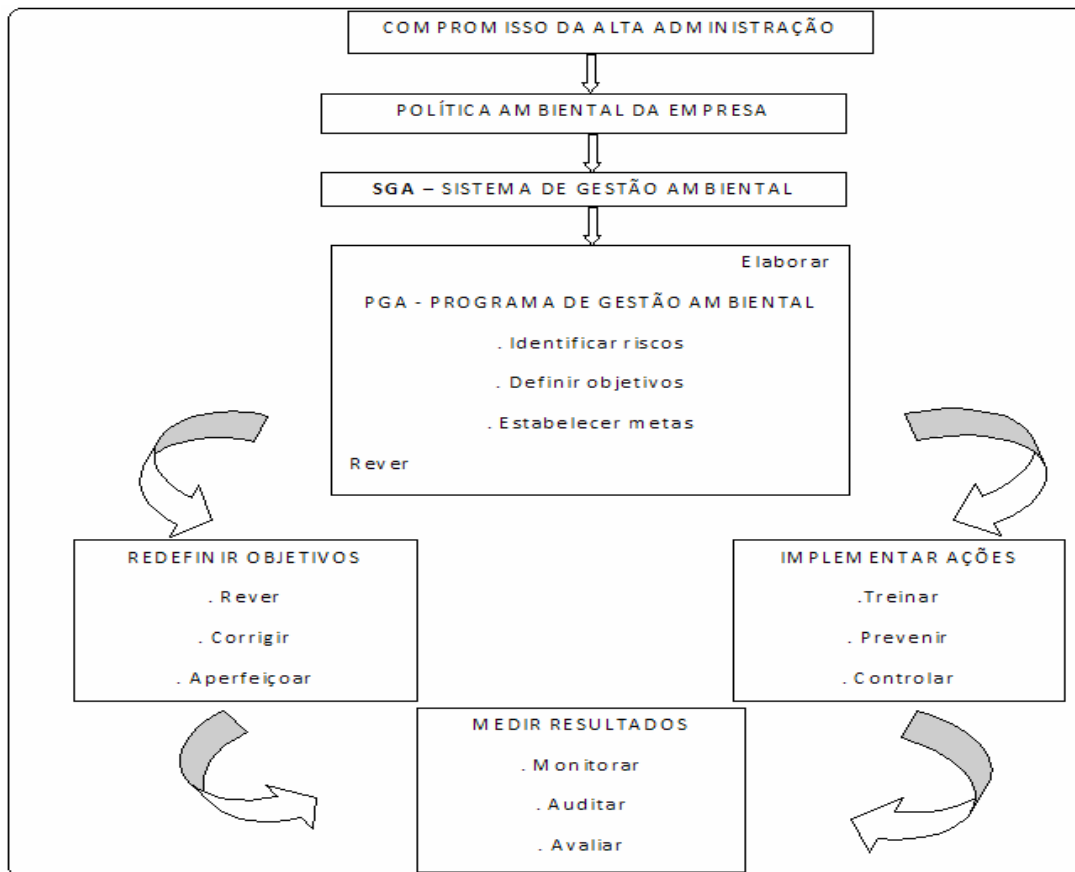 COMPROMISSO DA ALTA ADMINISTRAÇÃO
POLÍTICA AMBIENTAL DA EMPRESA
SGA – SISTEMA DE GESTÃO AMBIENTAL
Elaborar
PGA - PROGRAMA DE GESTÃO AMBIENTAL
. Identificar riscos
. Definir objetivos
. Estabelecer metas
Rever
REDEFINIR OBJETIVOS
. Rever
. Corrigir
. Aperfeiçoar
IMPLEMENTAR AÇÕES
.Treinar
. Prevenir
. Controlar
MEDIR RESULTADOS
. Monitorar
. Auditar
. Avaliar